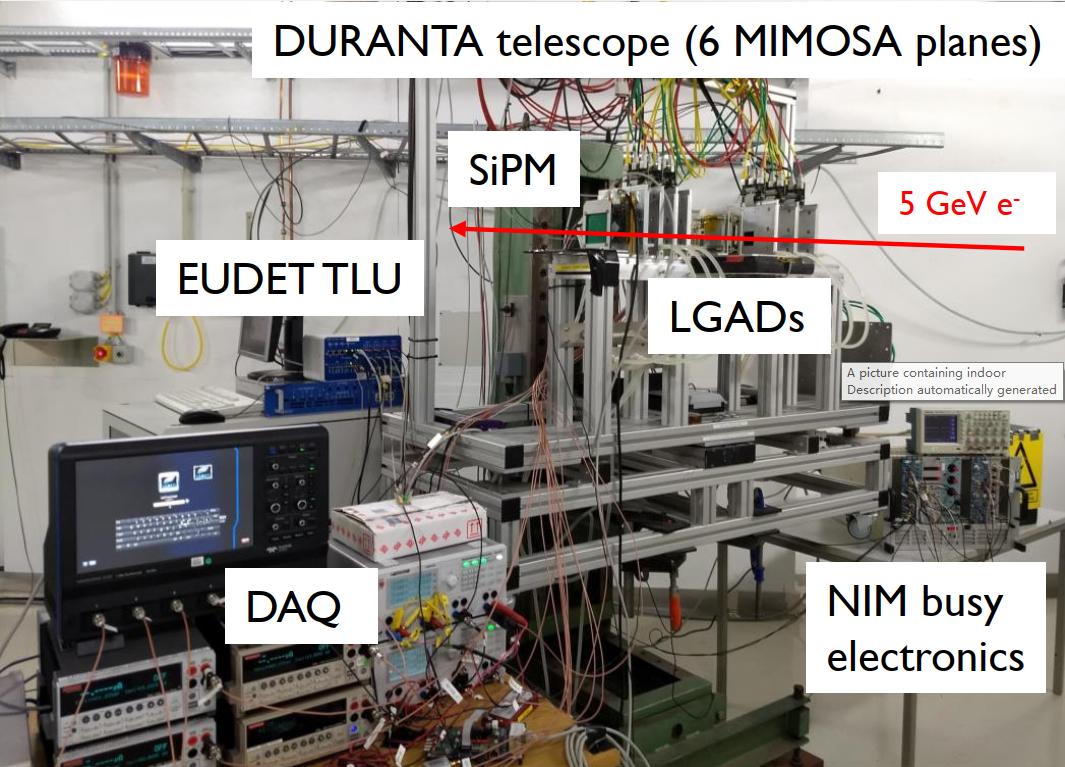 DURANTA telescope (6 MIMOSA planes)
SiPM
5 GeV e-
EUDET TLU
LGADs
A picture containing indoor
Description automatically generated
DAQ
NIM busy
electronics